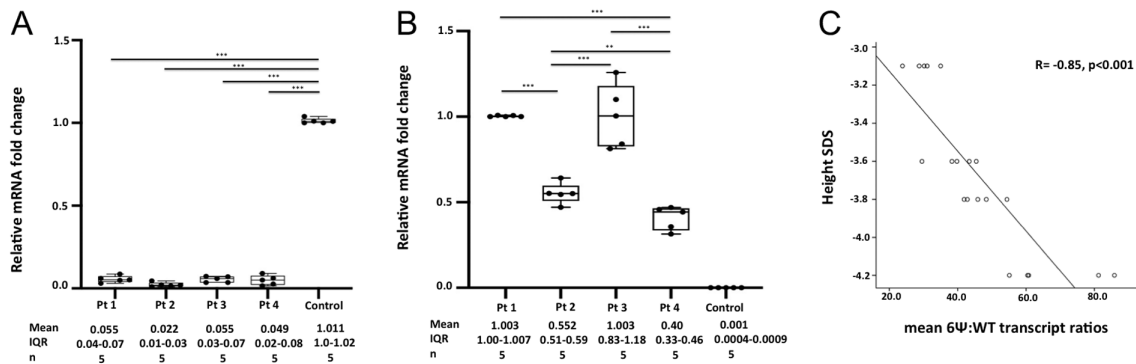 A
Relative mRNA fold change
1.5
1.0
0.5
0.0
***
***
***
***
Pt 1 Pt 2 Pt 3 Pt 4 Control
Mean 0.055 0.022 0.055 0.049 1.011
IQR 0.04-0.07 0.01-0.03 0.03-0.07 0.02-0.08 1.0-1.02
n 5 5 5 5 5
B
Relative mRNA fold change
1.5
1.0
0.5
0.0
***
***
**
***
***
Pt 1 Pt 2 Pt 3 Pt 4 Control
Mean 1.003 0.552 1.003 0.40 0.001
IQR 1.00-1.007 0.51-0.59 0.83-1.18 0.33-0.46 0.0004-0.0009
n 5 5 5 5 5
C
R= -0.85, p<0.001
Height SDS
-3.0
-3.4
-3.6
-3.8
-4.2
20.0 40.0 60.0 80.0
mean 6Ψ:WT transcript ratios